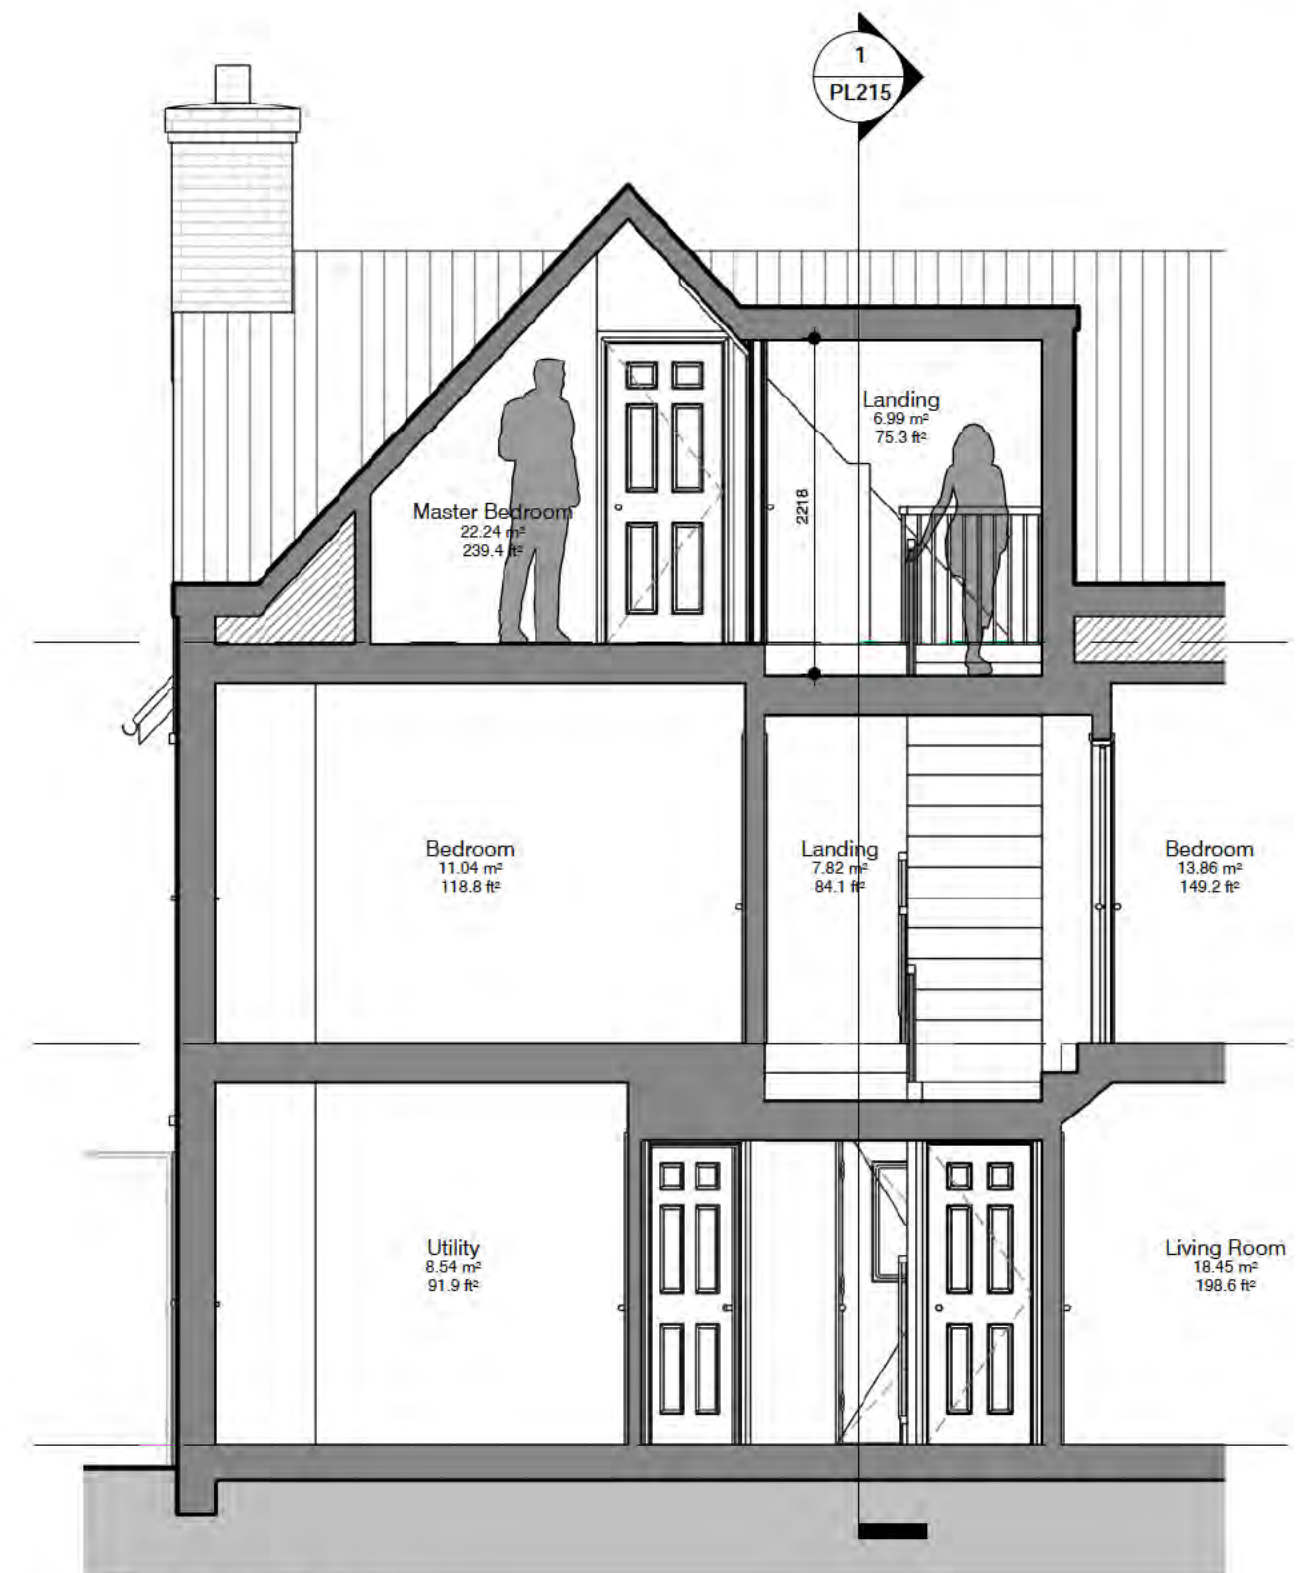 1
PL215
Landing
6.99 m²
75.3 ft²
2218
Master Bedroom
22.24 m²
239.4 ft²
Bedroom
11.04 m²
118.8 ft²
Landing
7.82 m²
84.1 ft²
Bedroom
13.86 m²
149.2 ft²
Utility
8.54 m²
91.9 ft²
Living Room
18.45 m²
198.6 ft²